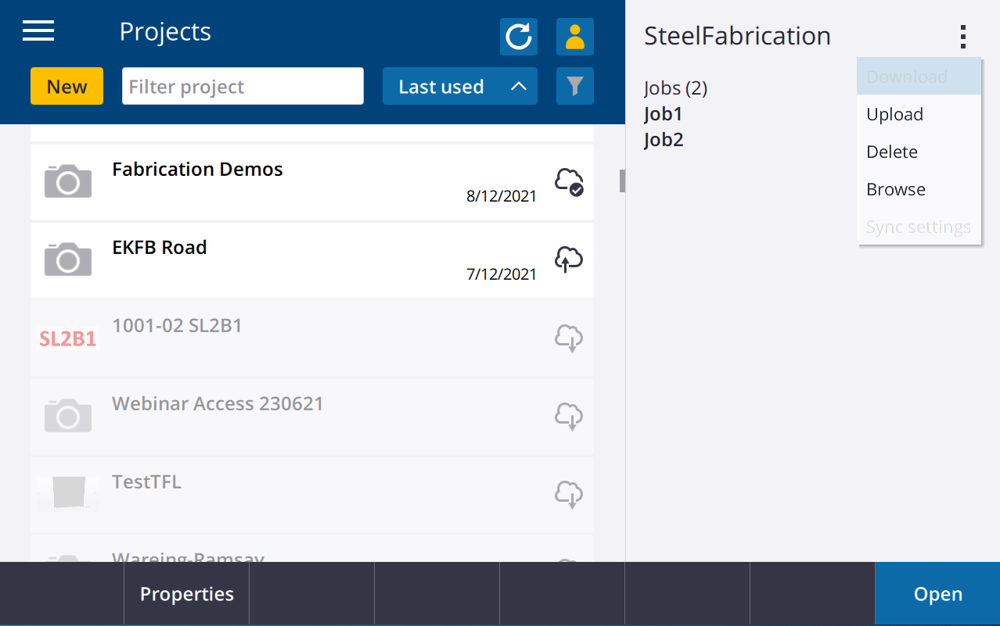 Projects
New
Filter project
Last used
Fabrication Demos
8/12/2021
EKFB Road
7/12/2021
SL2B1
1001-02 SL2B1
Webinar Access 230621
TestTFL
Wareing-Ramsay
Properties
SteelFabrication
Jobs (2)
Job1
Job2
Download
Upload
Delete
Browse
Sync settings
Open